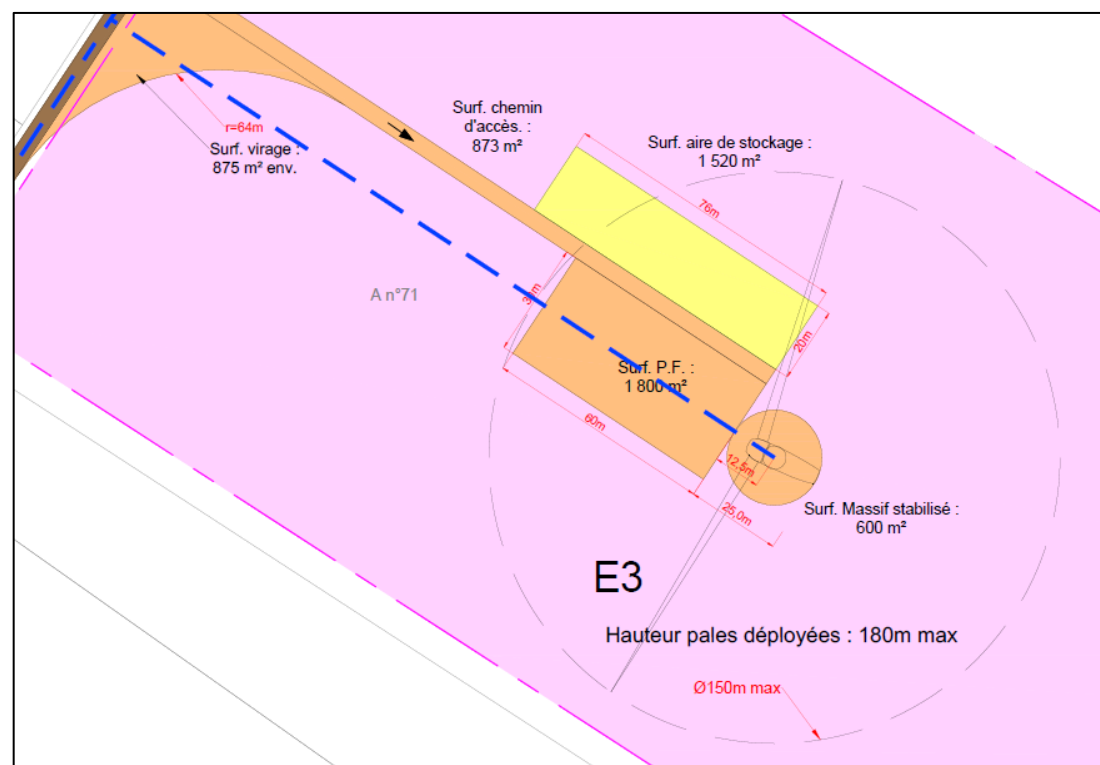 Surf. chemin
d'accès. :
873 m²
r=64m
Surf. virage :
875 m² env.
Surf. aire de stockage :
1 520 m²
76m
A n°71
30m
20m
Surf. P.F. :
1 800 m²
60m
12,5m
25,0m
Surf. Massif stabilisé :
600 m²
E3
Hauteur pales déployées : 180m max
Ø150m max